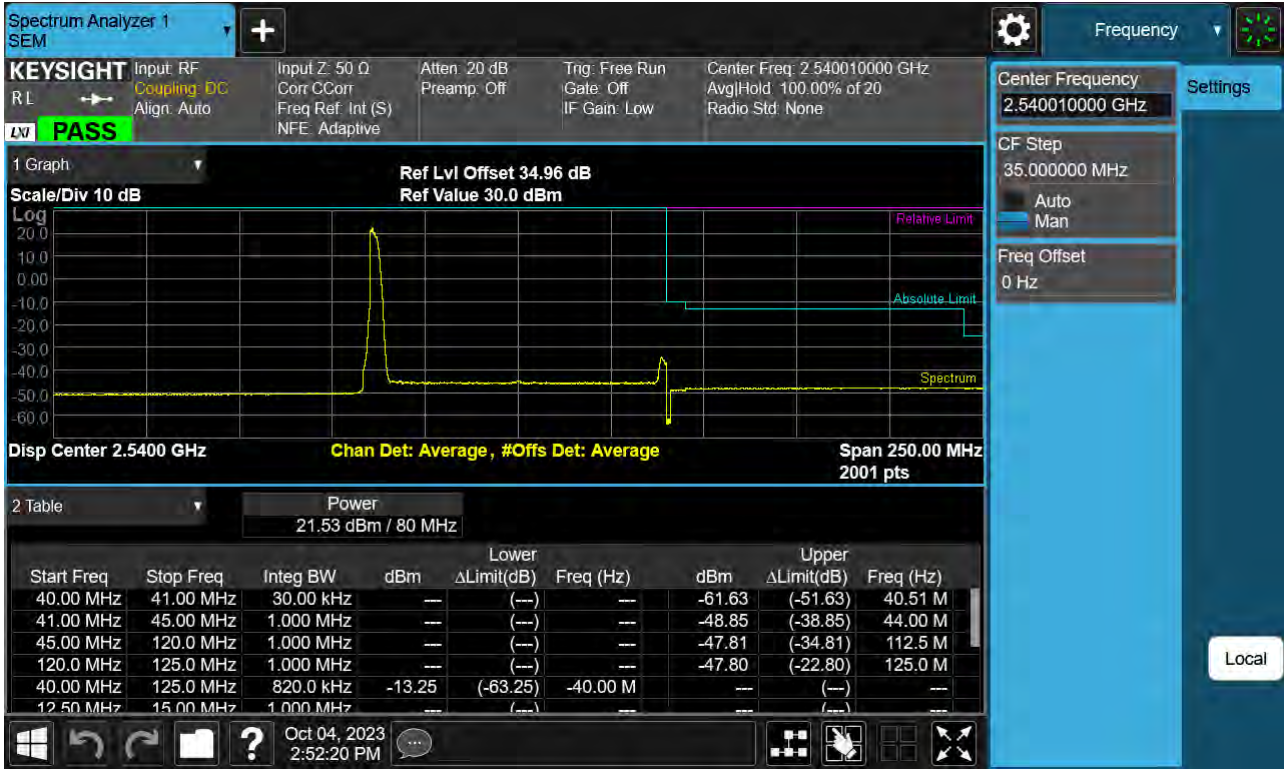 Spectrum Analyzer 1
SEM
+
Frequency
KEYSIGHT
RL
LXI PASS
Input: RF
Coupling: DC
Align: Auto
Input Z: 50 Ω
Corr CCorr
Freq Ref: Int (S)
NFE: Adaptive
Atten: 20 dB
Preamp: Off
Trig: Free Run
Gate: Off
IF Gain: Low
Center Freq: 2.540010000 GHz
Avg|Hold: 100.00% of 20
Radio Std: None
Center Frequency
2.540010000 GHz
Settings
CF Step
35.000000 MHz
Auto
Man
Freq Offset
0 Hz
Local
1 Graph
Scale/Div 10 dB
Ref Lvl Offset 34.96 dB
Ref Value 30.0 dBm
Log
20.0
10.0
0.00
-10.0
-20.0
-30.0
-40.0
-50.0
-60.0
Relative Limit
Absolute Limit
Spectrum
Disp Center 2.5400 GHz
Chan Det: Average , #Offs Det: Average
Span 250.00 MHz
2001 pts
2 Table
Power
21.53 dBm / 80 MHz
Lower Upper
Start Freq Stop Freq Integ BW dBm ΔLimit(dB) Freq (Hz) dBm ΔLimit(dB) Freq (Hz)
40.00 MHz 41.00 MHz 30.00 kHz --- (---) --- -61.63 (-51.63) 40.51 M
41.00 MHz 45.00 MHz 1.000 MHz --- (---) --- -48.85 (-38.85) 44.00 M
45.00 MHz 120.0 MHz 1.000 MHz --- (---) --- -47.81 (-34.81) 112.5 M
120.0 MHz 125.0 MHz 1.000 MHz --- (---) --- -47.80 (-22.80) 125.0 M
40.00 MHz 125.0 MHz 820.0 kHz -13.25 (-63.25) -40.00 M --- (---) ---
12.50 MHz 15.00 MHz 1.000 MHz --- (---) --- --- (---) ---
?
Oct 04, 2023
2:52:20 PM